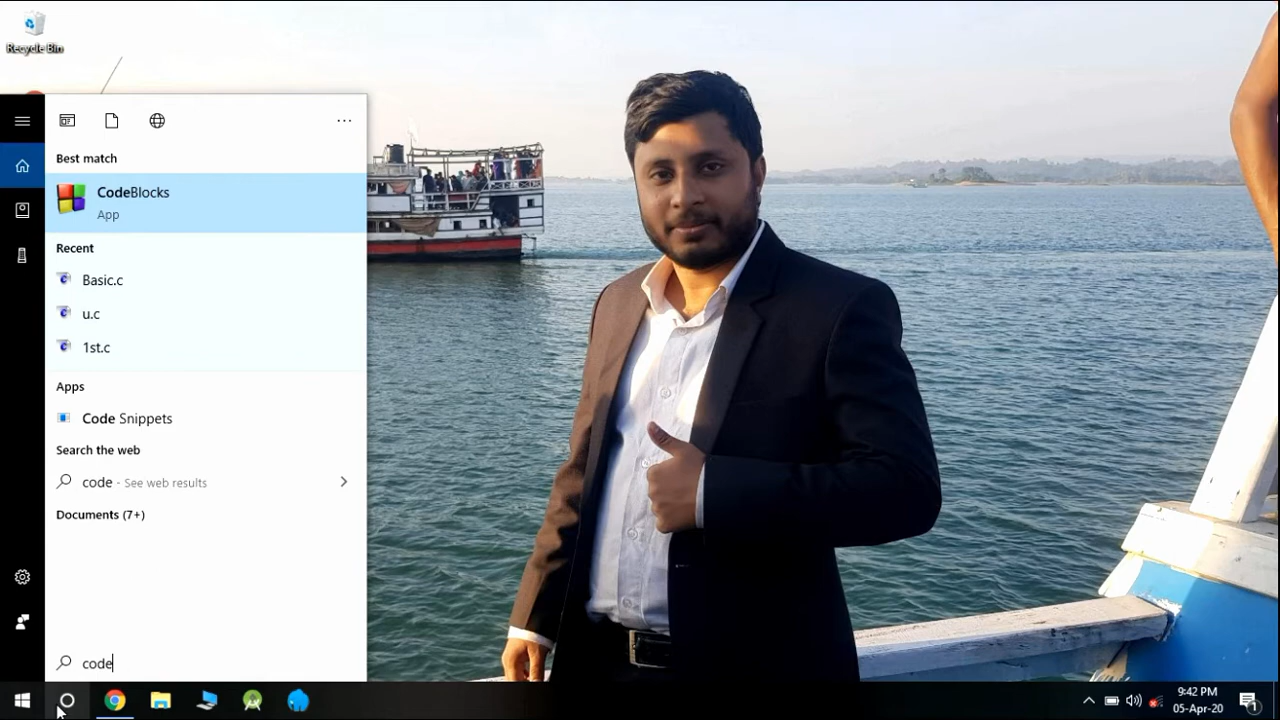 Recycle Bin
Best match
CodeBlocks
App
Recent
Basic.c
u.c
1st.c
Apps
Code Snippets
Search the web
code - See web results
Documents (7+)
code
9:42 PM
05-Apr-20
1